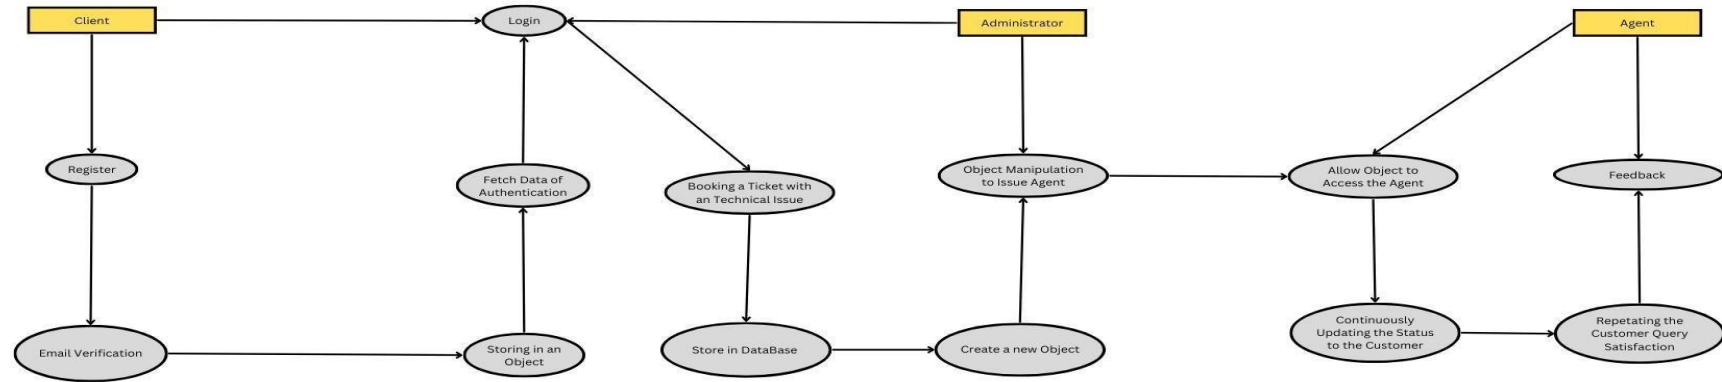 Client
Login
Administrator
Agent
Register
Fetch Data of
Authentication
Booking a Ticket with
an Technical Issue
Object Manipulation
to Issue Agent
Allow Object to
Access the Agent
Feedback
Email Verification
Storing in an
Object
Store in DataBase
Create a new Object
Continuously
Updating the Status
to the Customer
Repetating the
Customer Query
Satisfaction